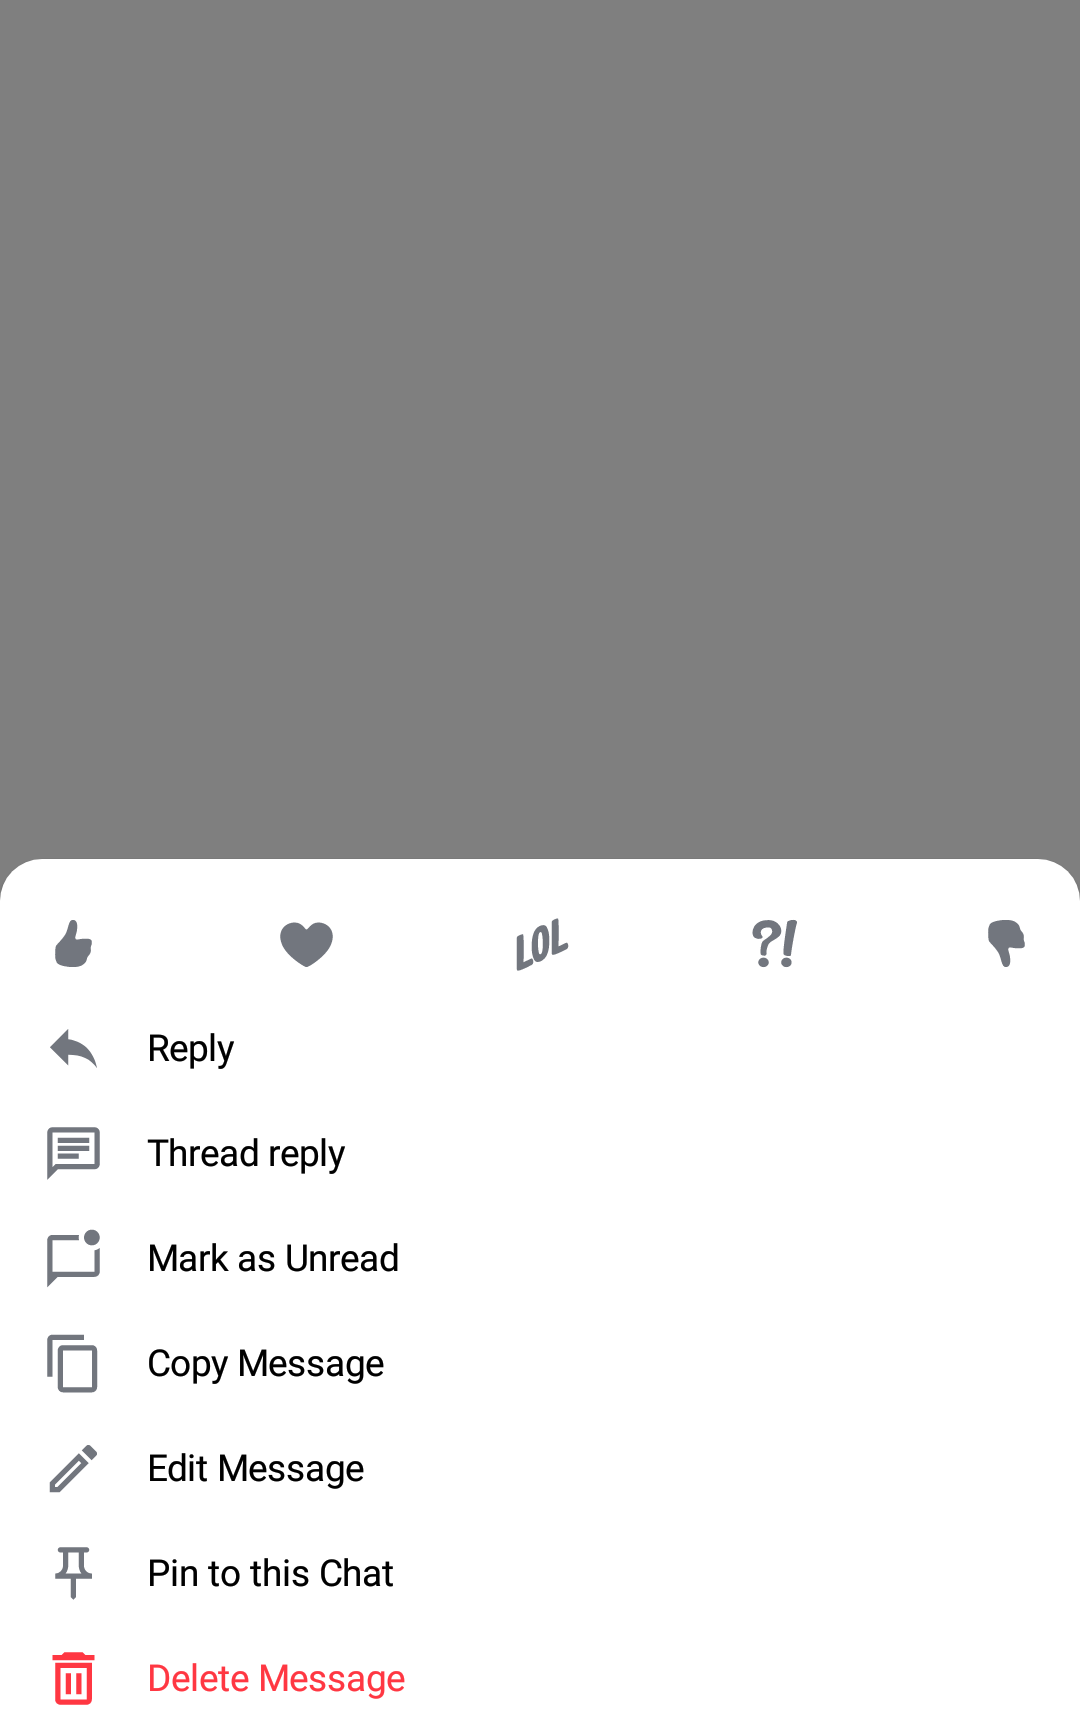 LOL ?!
Reply
Thread reply
Mark as Unread
Copy Message
Edit Message
Pin to this Chat
Delete Message